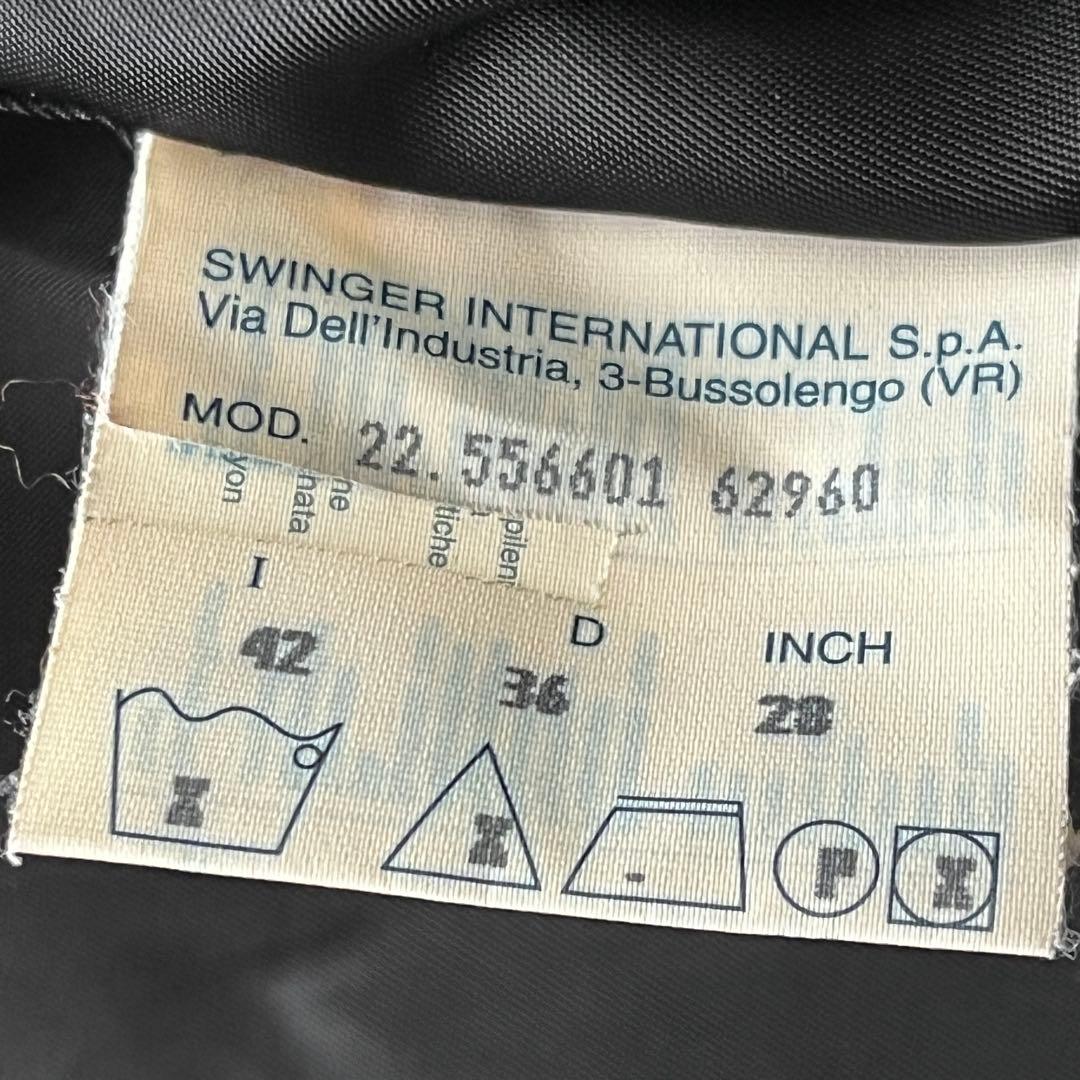 SWINGER INTERNATIONAL S.p.A.
Via Dell'Industria, 3-Bussolengo (VR)
MOD. 22.556601 62960
I D INCH
42 36 28
X X P X